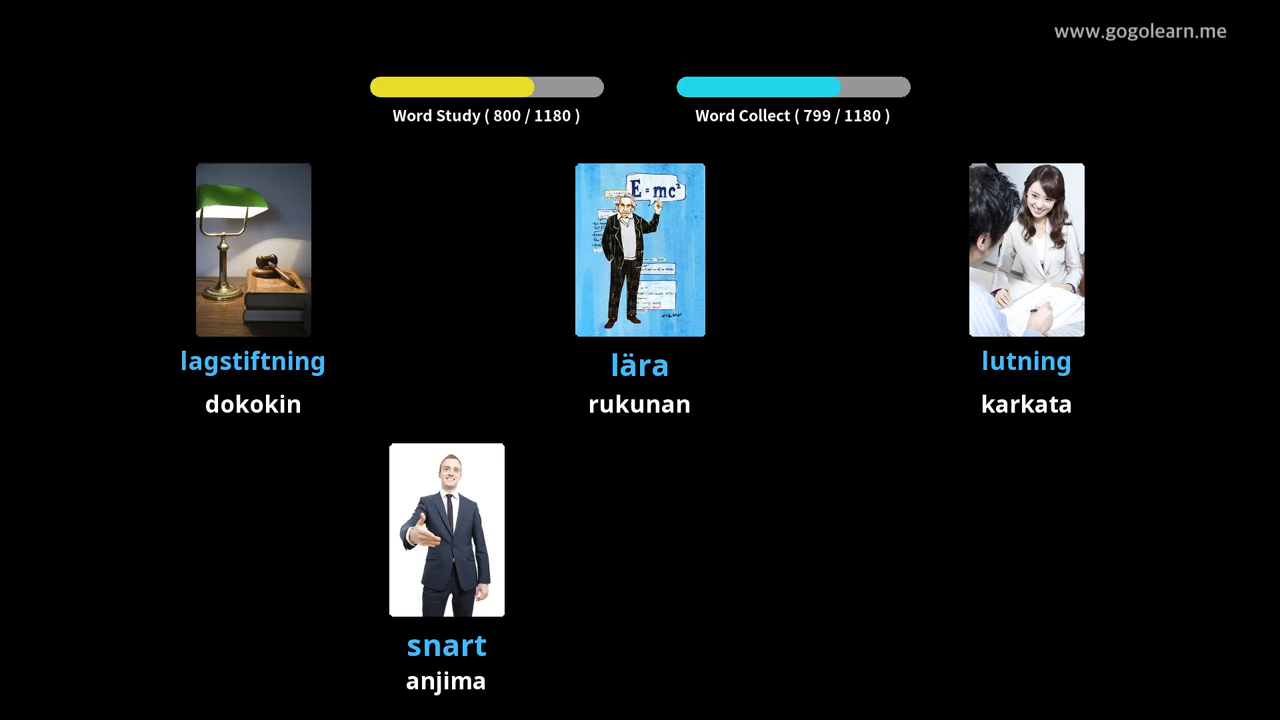 www.gogolearn.me
Word Study ( 800 / 1180 )
Word Collect ( 799 / 1180 )
E=mc²
lagstiftning
lära
lutning
dokokin
rukunan
karkata
snart
anjima